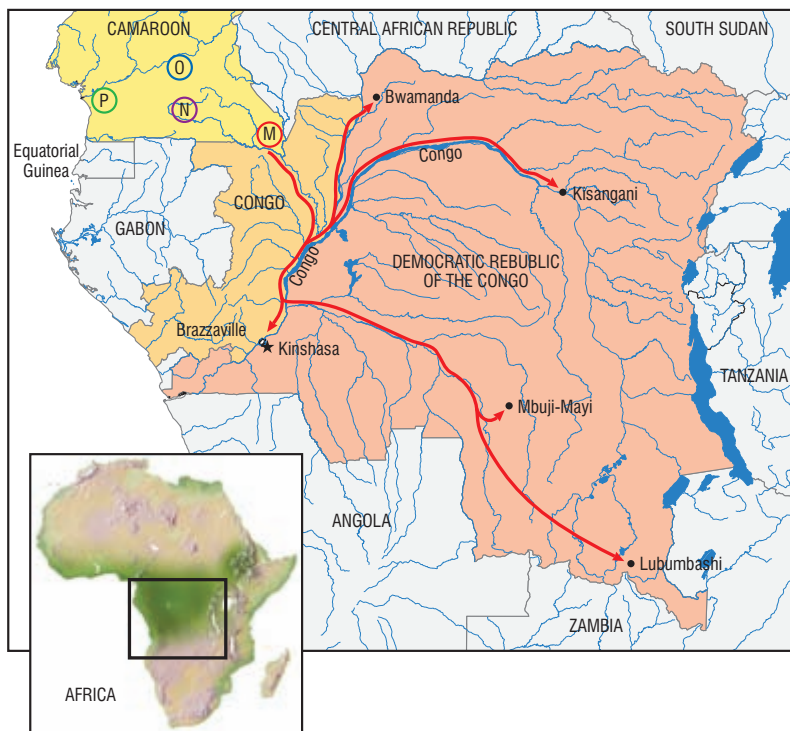 CAMAROON
CENTRAL AFRICAN REPUBLIC
SOUTH SUDAN
O
P
N
M
Bwamanda
Equatorial
Guinea
Congo
Kisangani
CONGO
GABON
Congo
DEMOCRATIC REPUBLIC
OF THE CONGO
Brazzaville
Kinshasa
TANZANIA
Mbuji-Mayi
ANGOLA
Lubumbashi
ZAMBIA
AFRICA